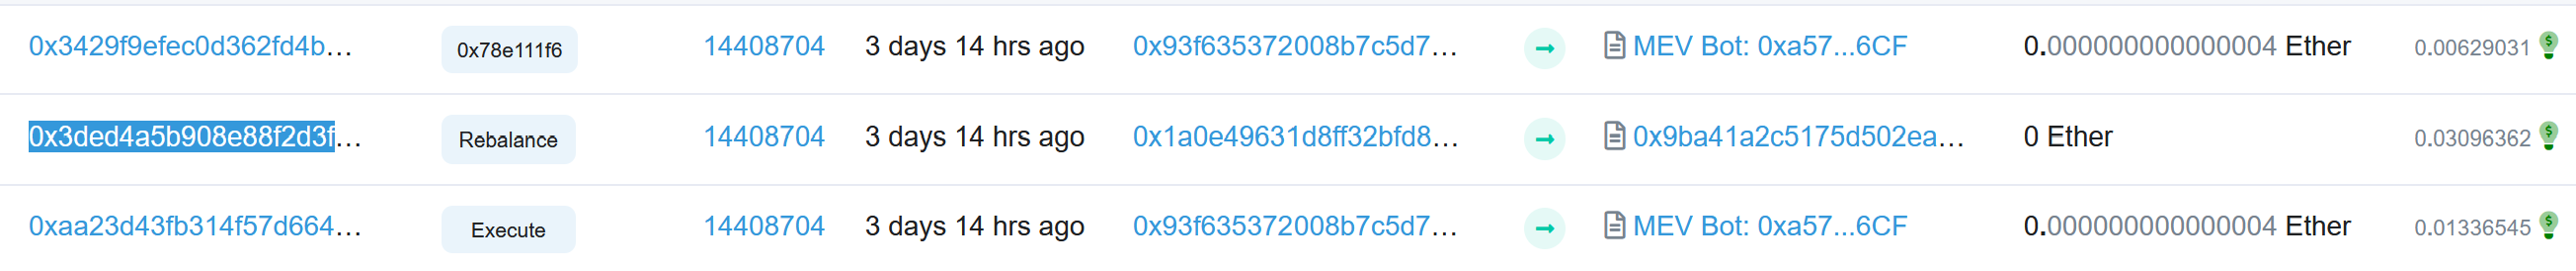 0x3429f9efec0d362fd4b... 0x78e111f6 14408704 3 days 14 hrs ago 0x93f635372008b7c5d7... MEV Bot: 0xa57...6CF 0.000000000000004 Ether 0.00629031
0x3ded4a5b908e88f2d3f... Rebalance 14408704 3 days 14 hrs ago 0x1a0e49631d8ff32bfd8... 0x9ba41a2c5175d502ea... 0 Ether 0.03096362
0xaa23d43fb314f57d664... Execute 14408704 3 days 14 hrs ago 0x93f635372008b7c5d7... MEV Bot: 0xa57...6CF 0.000000000000004 Ether 0.01336545